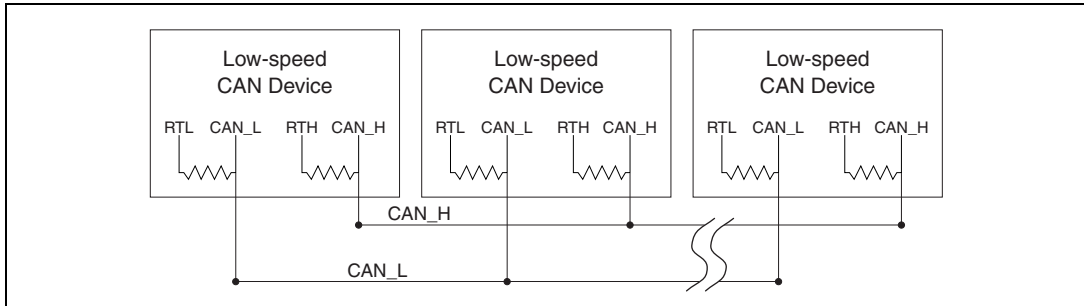 Low-speed
CAN Device
Low-speed
CAN Device
Low-speed
CAN Device
RTL CAN_L RTH CAN_H
RTL CAN_L RTH CAN_H
RTL CAN_L RTH CAN_H
CAN_H
CAN_L